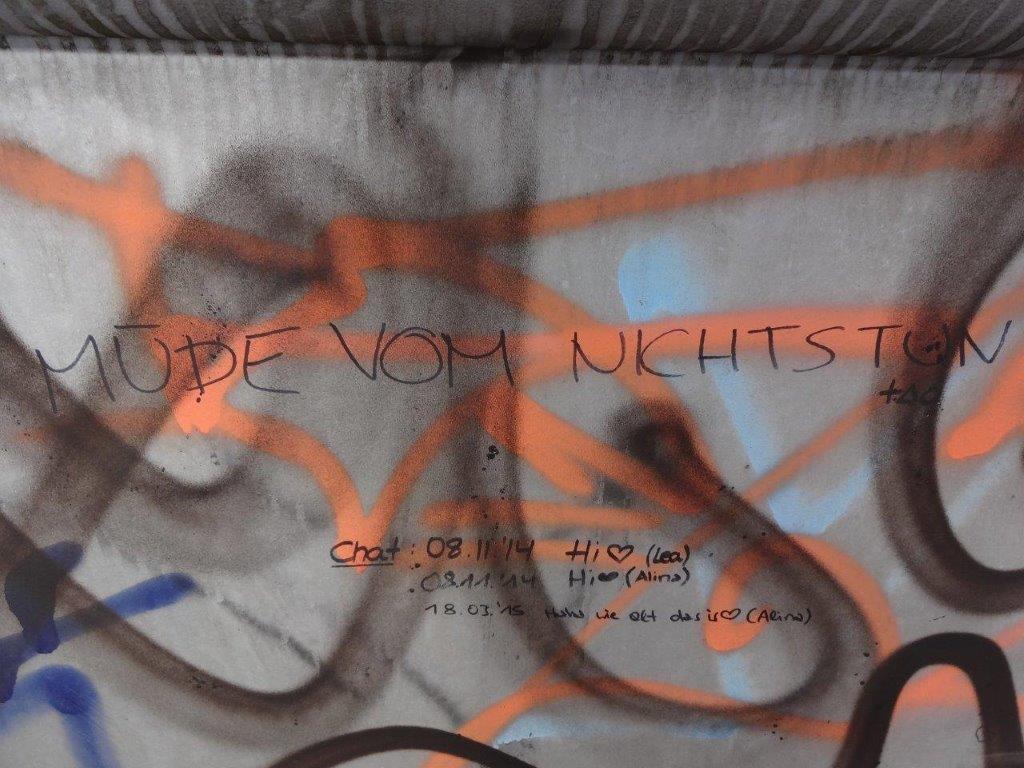 MÜDE VOM NICHTSTUN
Chat: 08.11.'14 Hi♡ (Lea)
08.11.'14 Hi♥ (Alina)
18.03.'15 Haha wie alt das is♡ (Alina)